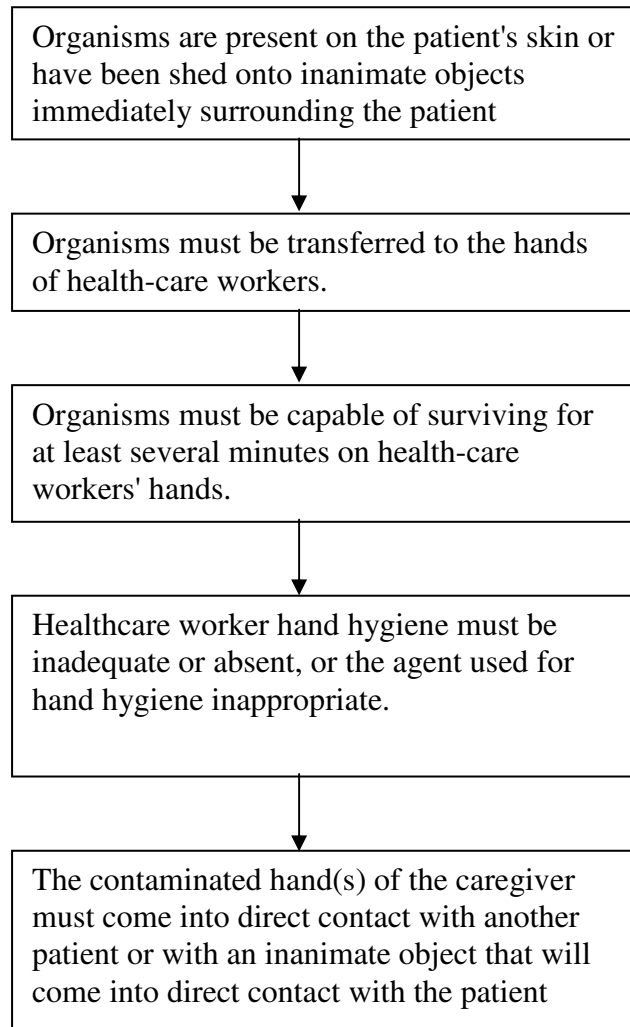 Organisms are present on the patient's skin or
have been shed onto inanimate objects
immediately surrounding the patient
Organisms must be transferred to the hands
of health-care workers.
Organisms must be capable of surviving for
at least several minutes on health-care
workers' hands.
Healthcare worker hand hygiene must be
inadequate or absent, or the agent used for
hand hygiene inappropriate.
The contaminated hand(s) of the caregiver
must come into direct contact with another
patient or with an inanimate object that will
come into direct contact with the patient